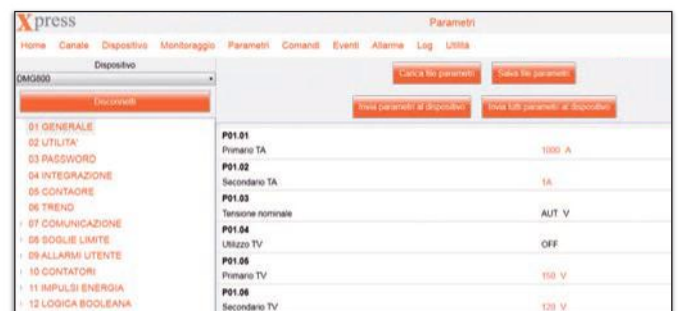 Xpress
Parametri
Home Canale Dispositivo Monitoraggio Parametri Comandi Eventi Allarme Log Utilità
Dispositivo
DMG800
Disconnetti
Carica file parametri Salva file parametri
Invia parametri al dispositivo Invia tutti parametri al dispositivo
01 GENERALE
02 UTILITA'
03 PASSWORD
04 INTEGRAZIONE
05 CONTAORE
06 TREND
07 COMUNICAZIONE
08 SOGLIE LIMITE
09 ALLARMI UTENTE
10 CONTATORI
11 IMPULSI ENERGIA
12 LOGICA BOOLEANA
P01.01
Primario TA 1000 A
P01.02
Secondario TA 1A
P01.03
Tensione nominale AUT V
P01.04
Utilizzo TV OFF
P01.05
Primario TV 150 V
P01.06
Secondario TV 120 V